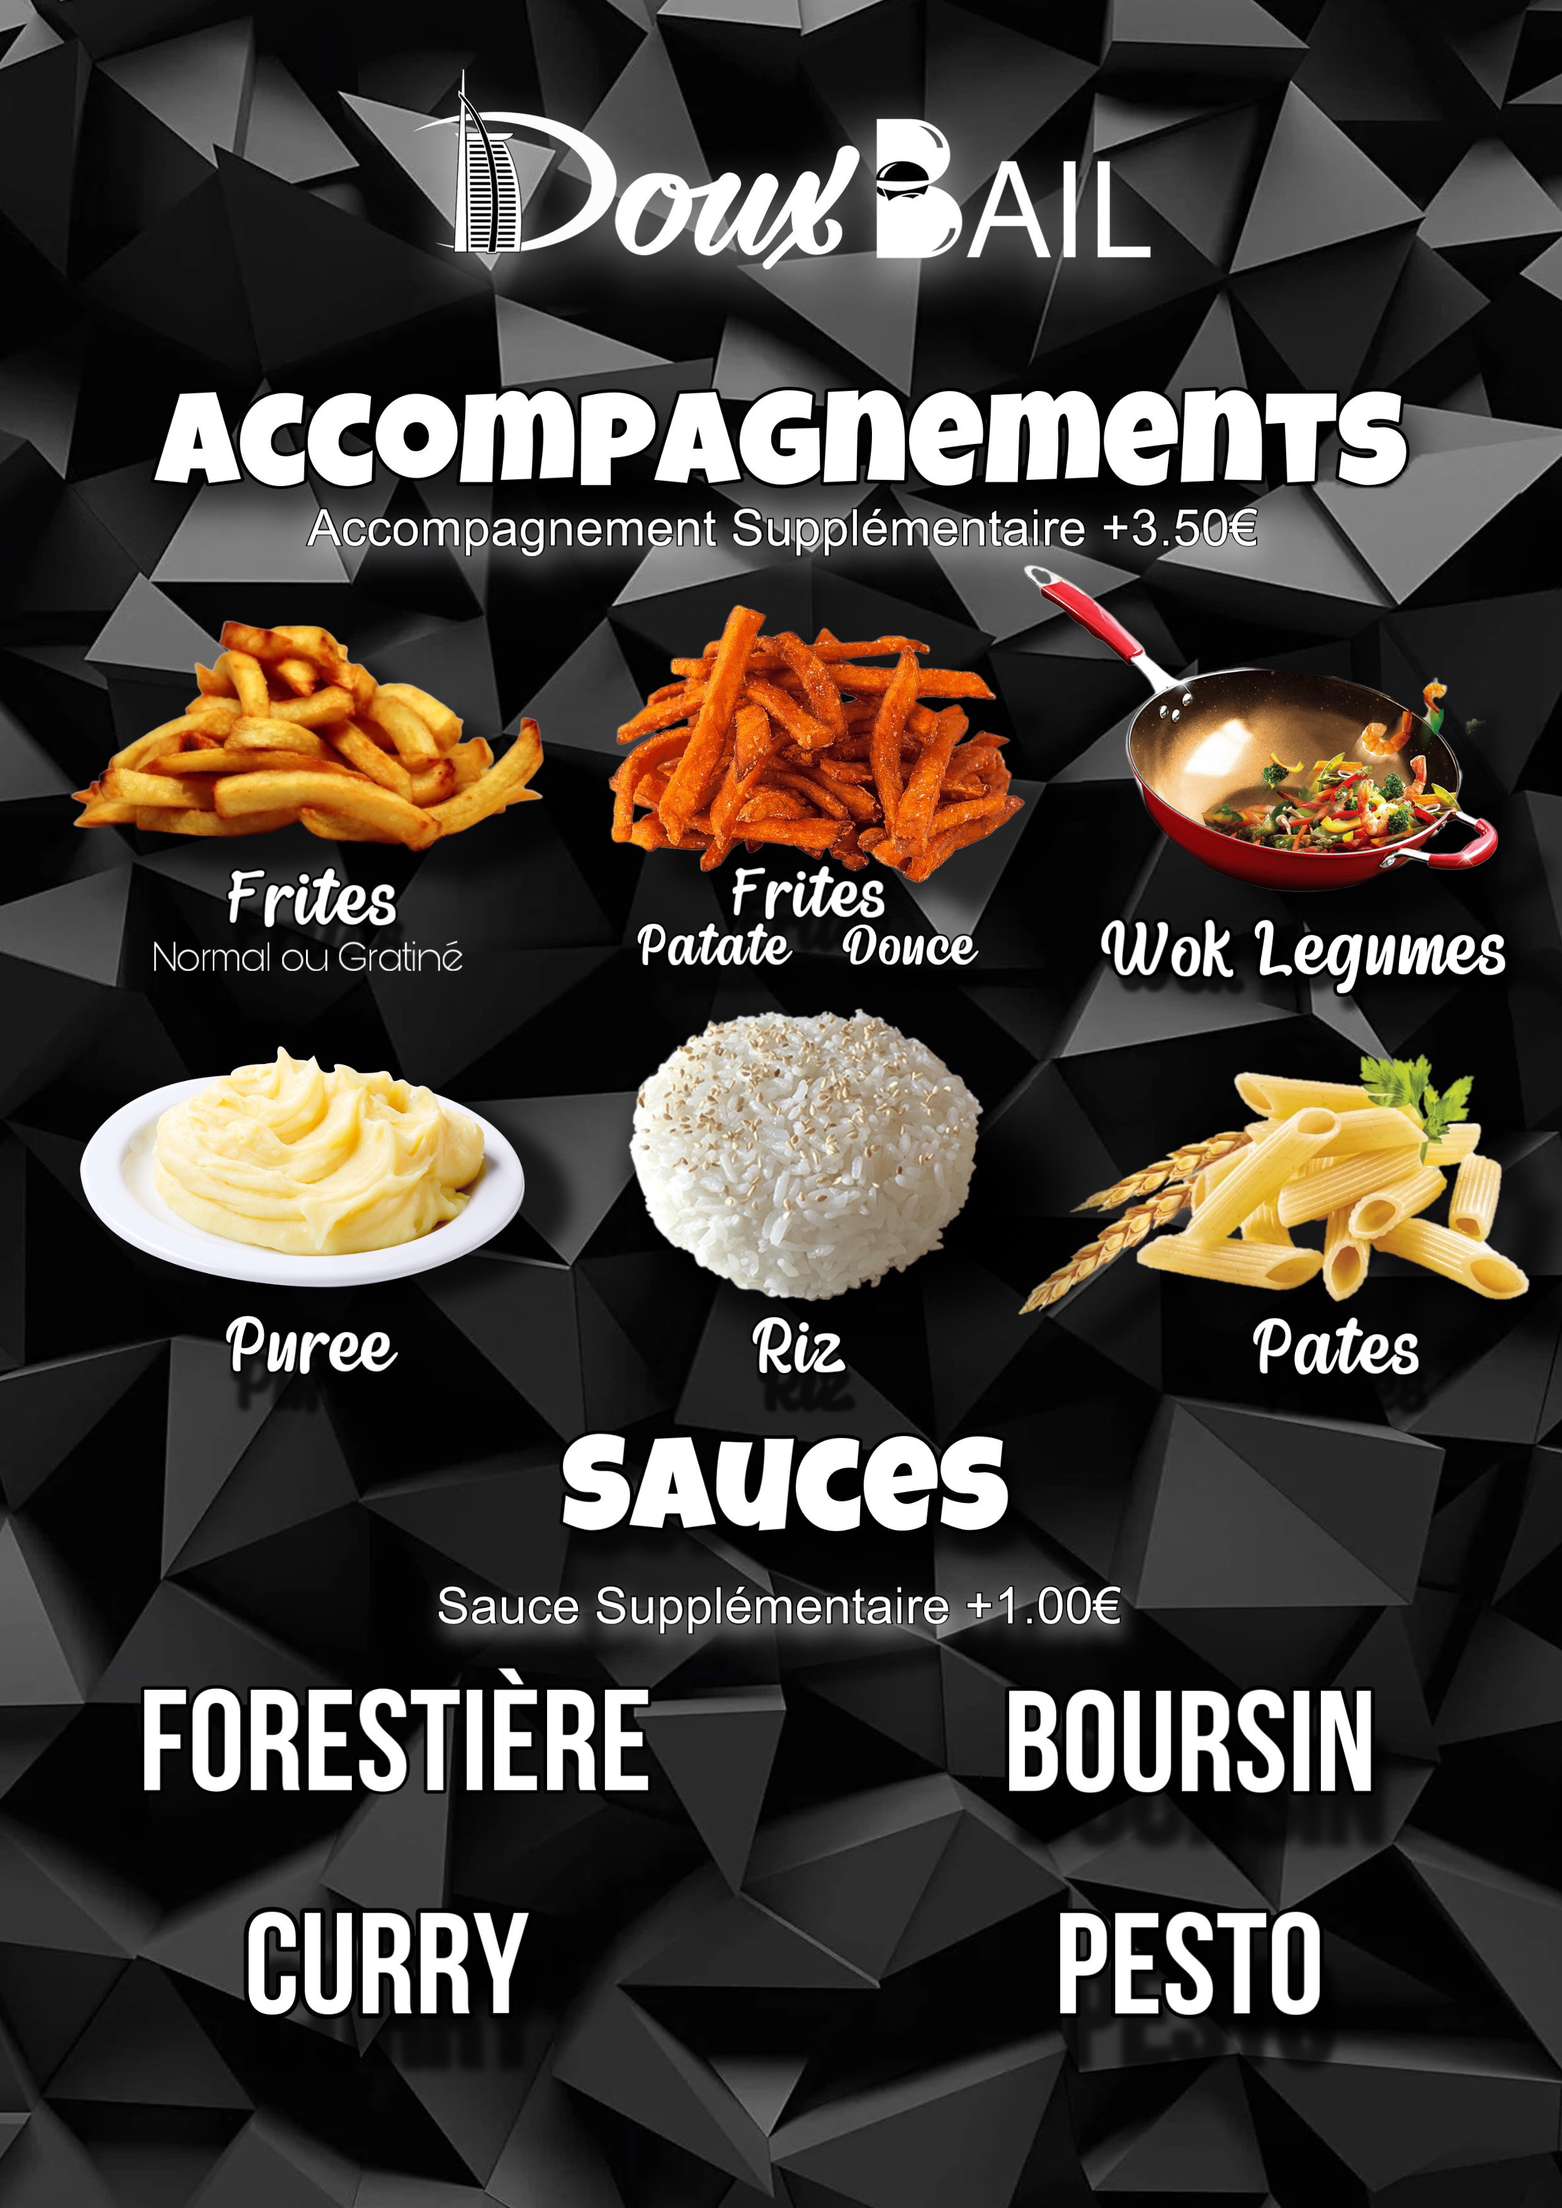 Doux BAIL
ACCOMPAGNEMENTS
Accompagnement Supplémentaire +3.50€
Frites
Normal ou Gratiné
Frites
Patate Douce
Wok Legumes
Puree
Riz
Pates
SAUCES
Sauce Supplémentaire +1.00€
FORESTIÈRE
BOURSIN
CURRY
PESTO